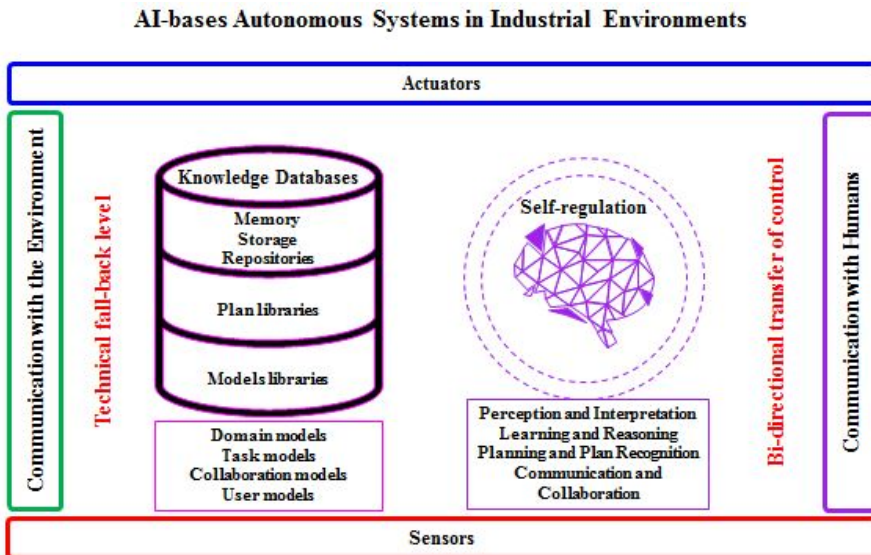 AI-bases Autonomous Systems in Industrial Environments
Actuators
Communication with the Environment
Technical fall-back level
Knowledge Databases
Memory
Storage
Repositories
Plan libraries
Models libraries
Domain models
Task models
Collaboration models
User models
Self-regulation
Perception and Interpretation
Learning and Reasoning
Planning and Plan Recognition
Communication and
Collaboration
Bi-directional transfer of control
Communication with Humans
Sensors